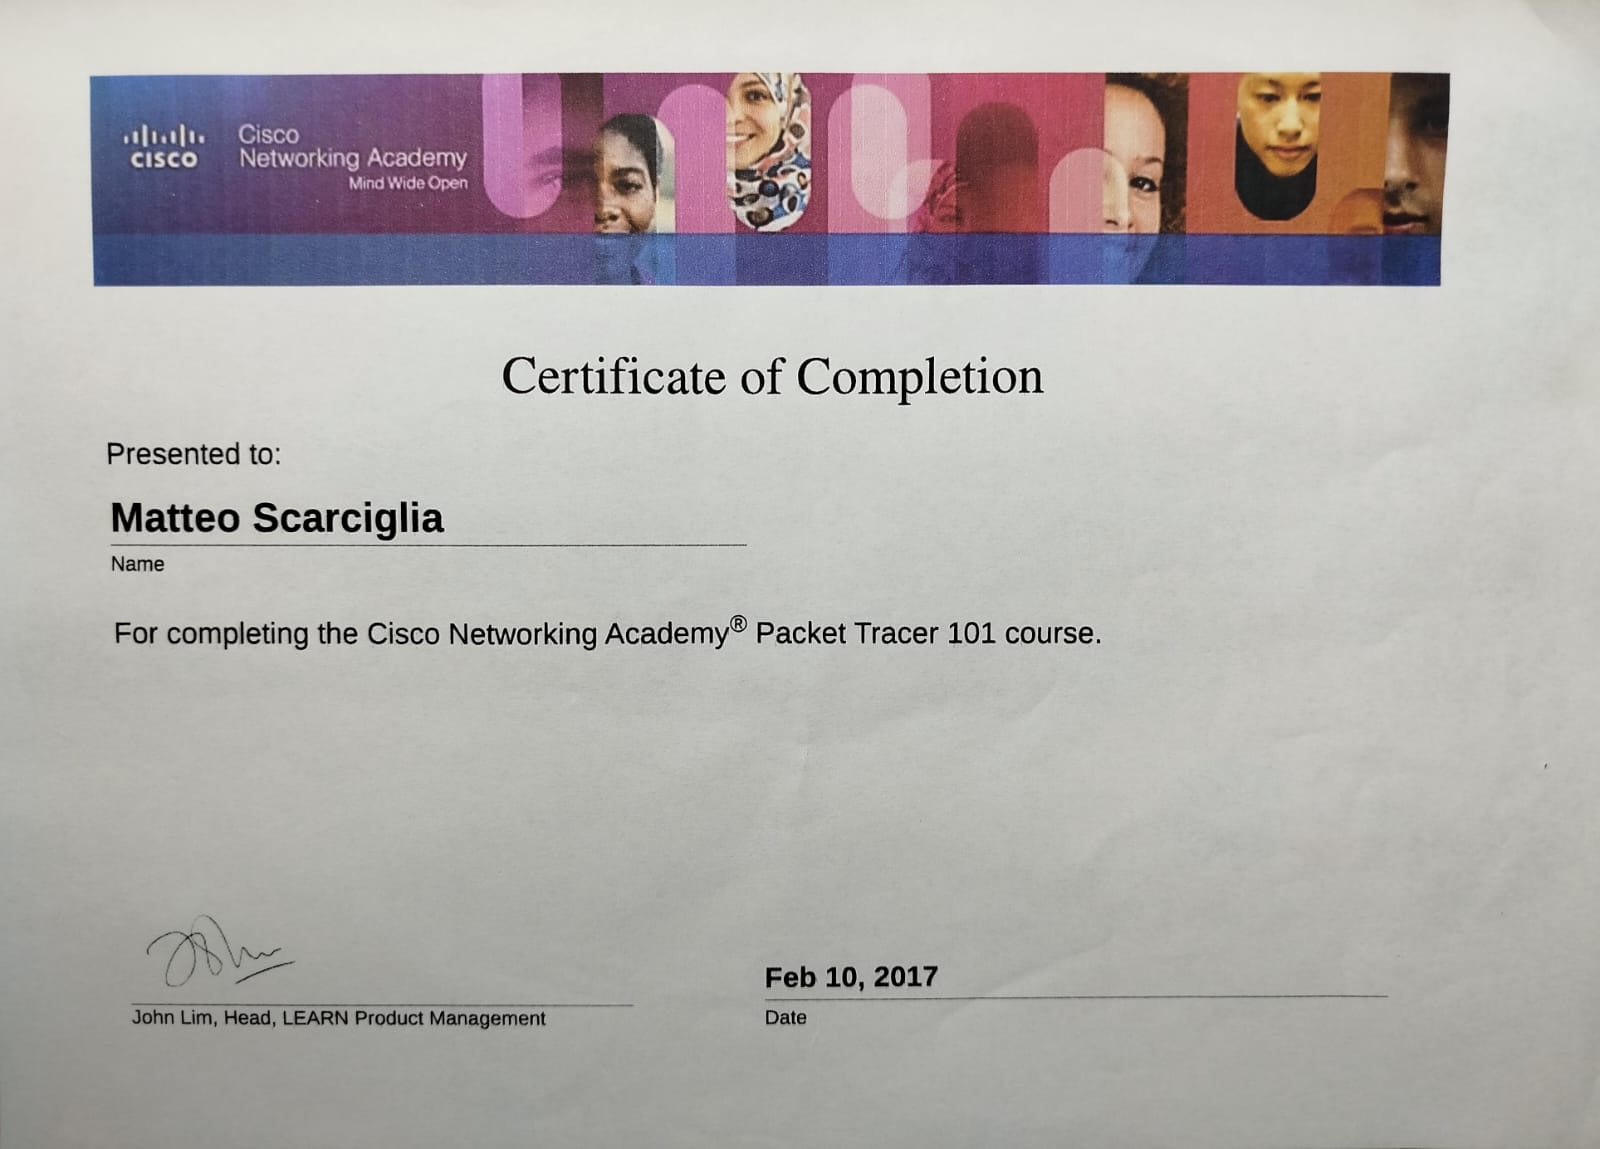 CISCO
Cisco
Networking Academy
Mind Wide Open
Certificate of Completion
Presented to:
Matteo Scarciglia
Name
For completing the Cisco Networking Academy® Packet Tracer 101 course.
John Lim, Head, LEARN Product Management
Feb 10, 2017
Date